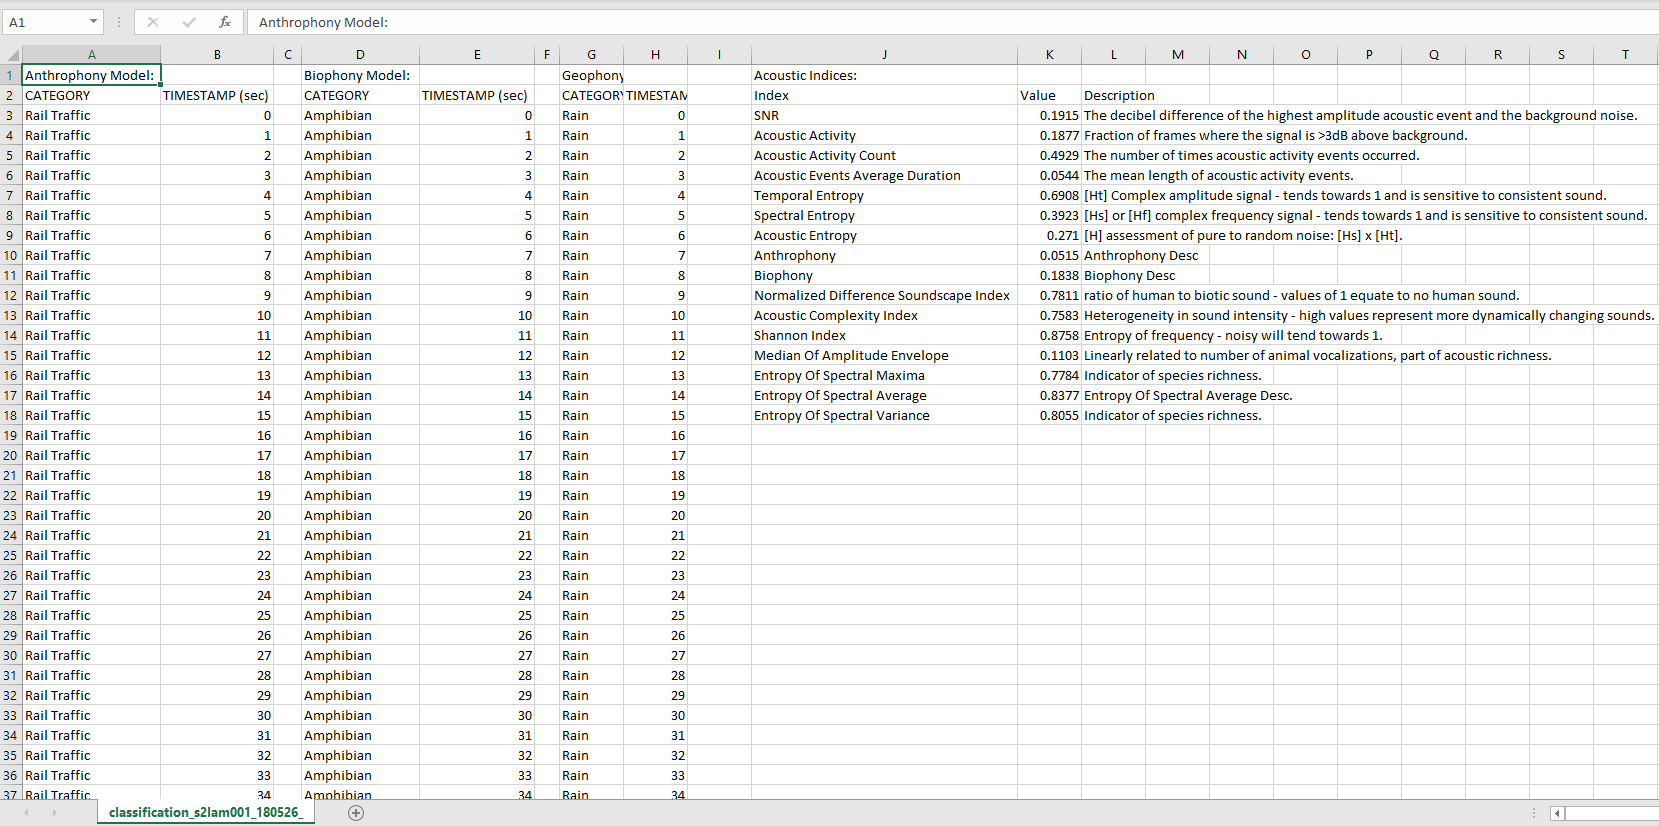 A1 fx Anthrophony Model:
A B C D E F G H I J K L M N O P Q R S T
1 Anthrophony Model: Biophony Model: Geophony Acoustic Indices:
2 CATEGORY TIMESTAMP (sec) CATEGORY TIMESTAMP (sec) CATEGORY TIMESTAM Index Value Description
3 Rail Traffic 0 Amphibian 0 Rain 0 SNR 0.1915 The decibel difference of the highest amplitude acoustic event and the background noise.
4 Rail Traffic 1 Amphibian 1 Rain 1 Acoustic Activity 0.1877 Fraction of frames where the signal is >3dB above background.
5 Rail Traffic 2 Amphibian 2 Rain 2 Acoustic Activity Count 0.4929 The number of times acoustic activity events occurred.
6 Rail Traffic 3 Amphibian 3 Rain 3 Acoustic Events Average Duration 0.0544 The mean length of acoustic activity events.
7 Rail Traffic 4 Amphibian 4 Rain 4 Temporal Entropy 0.6908 [Ht] Complex amplitude signal - tends towards 1 and is sensitive to consistent sound.
8 Rail Traffic 5 Amphibian 5 Rain 5 Spectral Entropy 0.3923 [Hs] or [Hf] complex frequency signal - tends towards 1 and is sensitive to consistent sound.
9 Rail Traffic 6 Amphibian 6 Rain 6 Acoustic Entropy 0.271 [H] assessment of pure to random noise: [Hs] x [Ht].
10 Rail Traffic 7 Amphibian 7 Rain 7 Anthrophony 0.0515 Anthrophony Desc
11 Rail Traffic 8 Amphibian 8 Rain 8 Biophony 0.1838 Biophony Desc
12 Rail Traffic 9 Amphibian 9 Rain 9 Normalized Difference Soundscape Index 0.7811 ratio of human to biotic sound - values of 1 equate to no human sound.
13 Rail Traffic 10 Amphibian 10 Rain 10 Acoustic Complexity Index 0.7583 Heterogeneity in sound intensity - high values represent more dynamically changing sounds.
14 Rail Traffic 11 Amphibian 11 Rain 11 Shannon Index 0.8758 Entropy of frequency - noisy will tend towards 1.
15 Rail Traffic 12 Amphibian 12 Rain 12 Median Of Amplitude Envelope 0.1103 Linearly related to number of animal vocalizations, part of acoustic richness.
16 Rail Traffic 13 Amphibian 13 Rain 13 Entropy Of Spectral Maxima 0.7784 Indicator of species richness.
17 Rail Traffic 14 Amphibian 14 Rain 14 Entropy Of Spectral Average 0.8377 Entropy Of Spectral Average Desc.
18 Rail Traffic 15 Amphibian 15 Rain 15 Entropy Of Spectral Variance 0.8055 Indicator of species richness.
19 Rail Traffic 16 Amphibian 16 Rain 16
20 Rail Traffic 17 Amphibian 17 Rain 17
21 Rail Traffic 18 Amphibian 18 Rain 18
22 Rail Traffic 19 Amphibian 19 Rain 19
23 Rail Traffic 20 Amphibian 20 Rain 20
24 Rail Traffic 21 Amphibian 21 Rain 21
25 Rail Traffic 22 Amphibian 22 Rain 22
26 Rail Traffic 23 Amphibian 23 Rain 23
27 Rail Traffic 24 Amphibian 24 Rain 24
28 Rail Traffic 25 Amphibian 25 Rain 25
29 Rail Traffic 26 Amphibian 26 Rain 26
30 Rail Traffic 27 Amphibian 27 Rain 27
31 Rail Traffic 28 Amphibian 28 Rain 28
32 Rail Traffic 29 Amphibian 29 Rain 29
33 Rail Traffic 30 Amphibian 30 Rain 30
34 Rail Traffic 31 Amphibian 31 Rain 31
35 Rail Traffic 32 Amphibian 32 Rain 32
36 Rail Traffic 33 Amphibian 33 Rain 33
37 Rail Traffic 34 Amphibian 34 Rain 34
classification_s2lam001_180526_